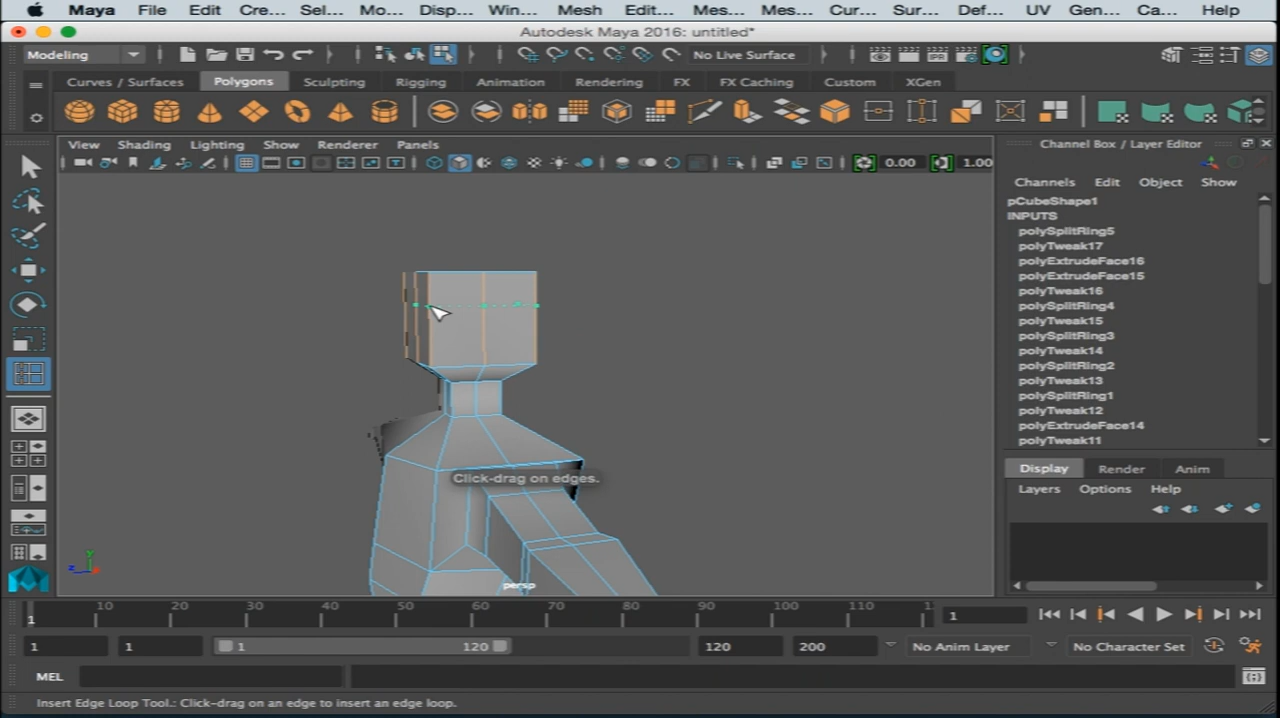 Maya File Edit Cre... Sel... Mo... Disp... Win... Mesh Edit... Mes... Mes... Cur... Sur... Def... UV Gen... Ca... Help
Autodesk Maya 2016: untitled*
Modeling
No Live Surface
Curves / Surfaces Polygons Sculpting Rigging Animation Rendering FX FX Caching Custom XGen
View Shading Lighting Show Renderer Panels
0.00 1.00
Channel Box / Layer Editor
Channels Edit Object Show
pCubeShape1
INPUTS
polySplitRing5
polyTweak17
polyExtrudeFace16
polyExtrudeFace15
polyTweak16
polySplitRing4
polyTweak15
polySplitRing3
polyTweak14
polySplitRing2
polyTweak13
polySplitRing1
polyTweak12
polyExtrudeFace14
polyTweak11
Click-drag on edges.
Display Render Anim
Layers Options Help
y
z
persp
1 10 20 30 40 50 60 70 80 90 100 110 1
1
1 1 1 120 120 200 No Anim Layer No Character Set
MEL
Insert Edge Loop Tool.: Click-drag on an edge to insert an edge loop.